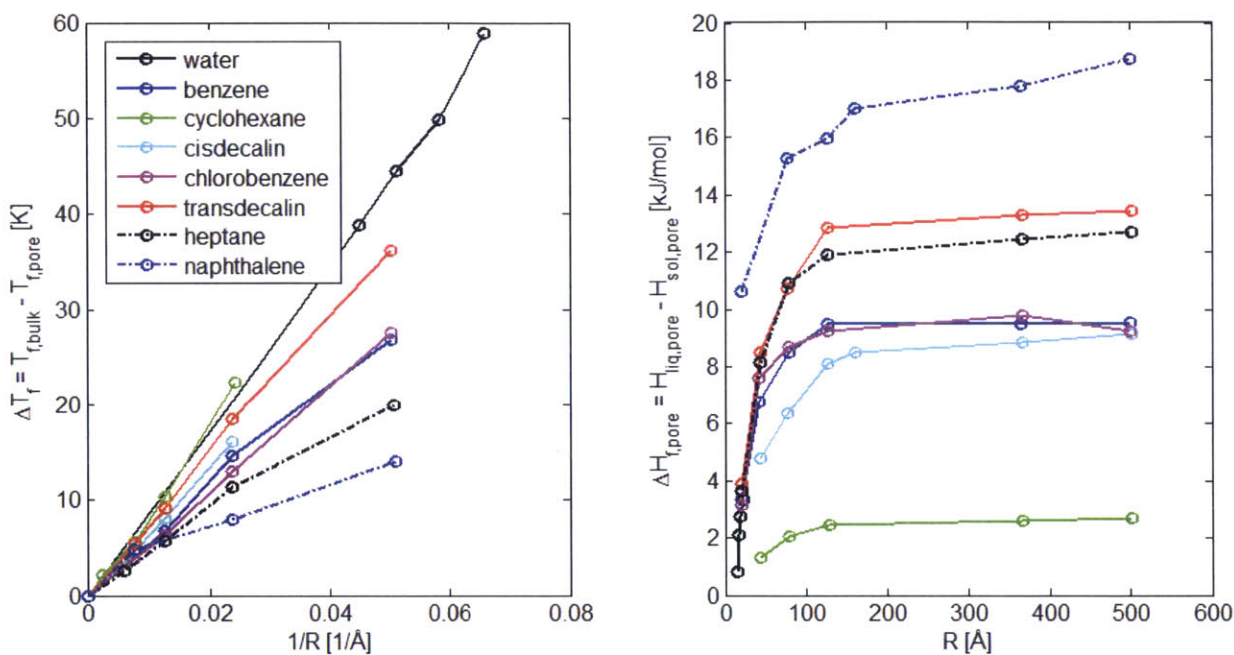 60
50
40
30
20
10
0
ΔT_f = T_f,bulk - T_f,pore [K]
water
benzene
cyclohexane
cisdecalin
chlorobenzene
transdecalin
heptane
naphthalene
0
0.02
0.04
0.06
0.08
1/R [1/Å]
20
18
16
14
12
10
8
6
4
2
0
ΔH_f,pore = H_liq,pore - H_sol,pore [kJ/mol]
0
100
200
300
400
500
600
R [Å]